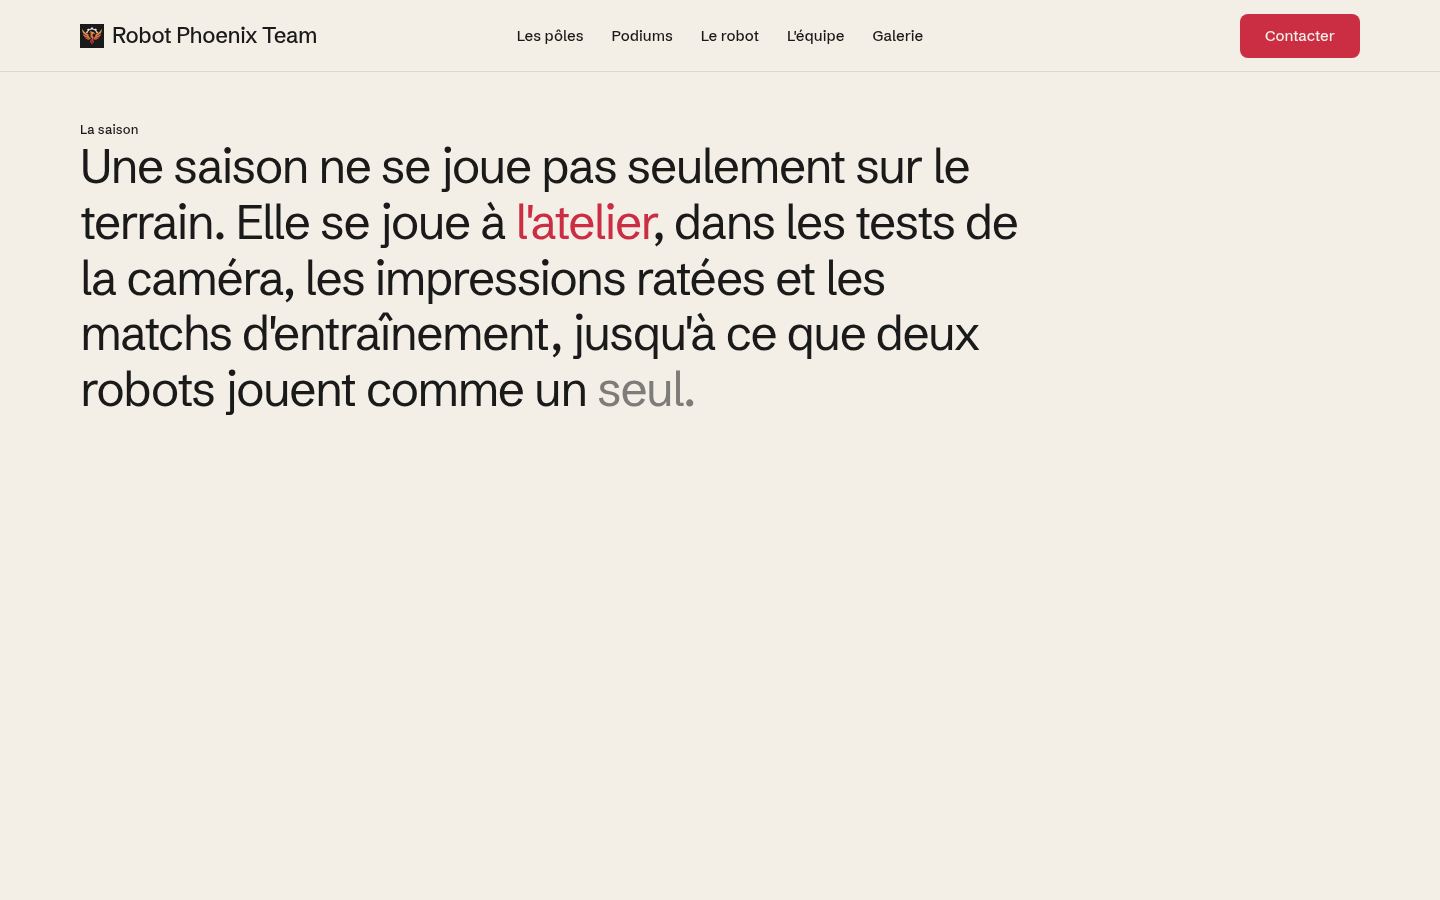 Robot Phoenix Team
Les pôles
Podiums
Le robot
L'équipe
Galerie
Contacter
La saison
Une saison ne se joue pas seulement sur le
terrain. Elle se joue à l'atelier, dans les tests de
la caméra, les impressions ratées et les
matchs d'entraînement, jusqu'à ce que deux
robots jouent comme un seul.